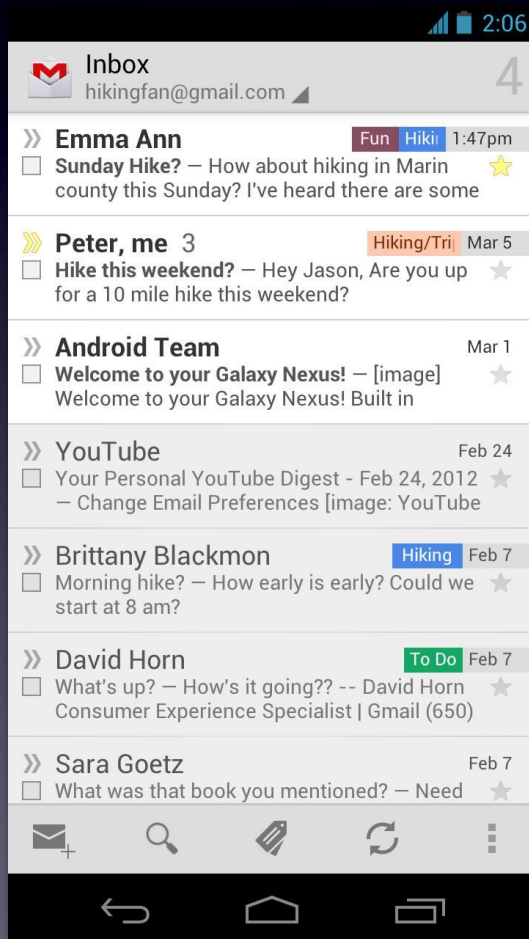 2:06
Inbox
hikingfan@gmail.com
4
Emma Ann Fun Hiki 1:47pm
Sunday Hike? — How about hiking in Marin
county this Sunday? I've heard there are some
Peter, me 3 Hiking/Tri Mar 5
Hike this weekend? — Hey Jason, Are you up
for a 10 mile hike this weekend?
Android Team Mar 1
Welcome to your Galaxy Nexus! — [image]
Welcome to your Galaxy Nexus! Built in
YouTube Feb 24
Your Personal YouTube Digest - Feb 24, 2012
— Change Email Preferences [image: YouTube
Brittany Blackmon Hiking Feb 7
Morning hike? — How early is early? Could we
start at 8 am?
David Horn To Do Feb 7
What's up? — How's it going?? -- David Horn
Consumer Experience Specialist | Gmail (650)
Sara Goetz Feb 7
What was that book you mentioned? — Need